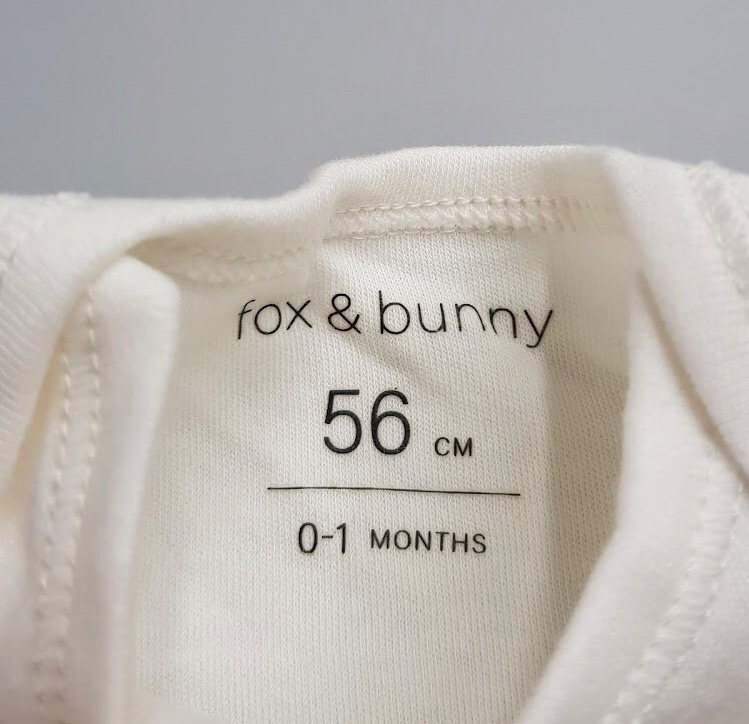 fox & bunny
56 CM
0-1 MONTHS